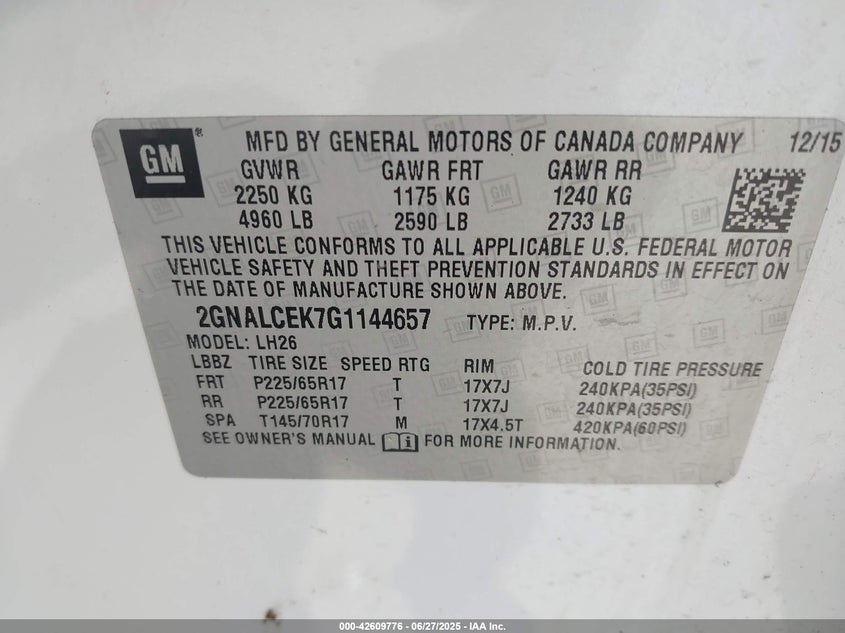 GM® MFD BY GENERAL MOTORS OF CANADA COMPANY 12/15
GVWR GAWR FRT GAWR RR
2250 KG 1175 KG 1240 KG
4960 LB 2590 LB 2733 LB
THIS VEHICLE CONFORMS TO ALL APPLICABLE U.S. FEDERAL MOTOR
VEHICLE SAFETY AND THEFT PREVENTION STANDARDS IN EFFECT ON
THE DATE OF MANUFACTURE SHOWN ABOVE.
2GNALCEK7G1144657 TYPE: M.P.V.
MODEL: LH26
LBBZ TIRE SIZE SPEED RTG RIM COLD TIRE PRESSURE
FRT P225/65R17 T 17X7J 240KPA(35PSI)
RR P225/65R17 T 17X7J 240KPA(35PSI)
SPA T145/70R17 M 17X4.5T 420KPA(60PSI)
SEE OWNER'S MANUAL FOR MORE INFORMATION.
000-42609776 - 06/27/2025 - IAA Inc.